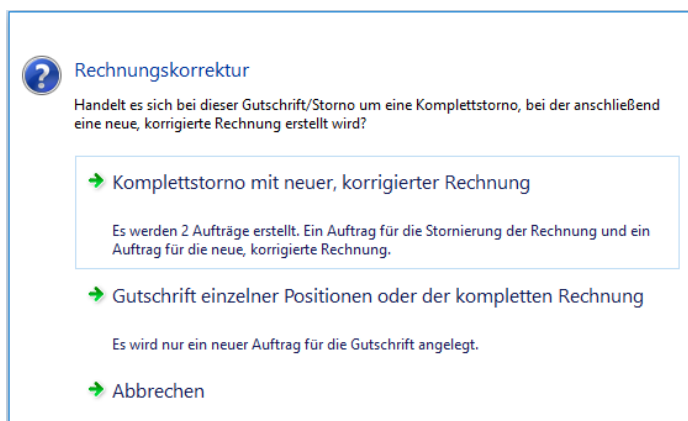 Rechnungskorrektur
Handelt es sich bei dieser Gutschrift/Storno um eine Komplettstorno, bei der anschließend
eine neue, korrigierte Rechnung erstellt wird?
Komplettstorno mit neuer, korrigierter Rechnung
Es werden 2 Aufträge erstellt. Ein Auftrag für die Stornierung der Rechnung und ein
Auftrag für die neue, korrigierte Rechnung.
Gutschrift einzelner Positionen oder der kompletten Rechnung
Es wird nur ein neuer Auftrag für die Gutschrift angelegt.
Abbrechen